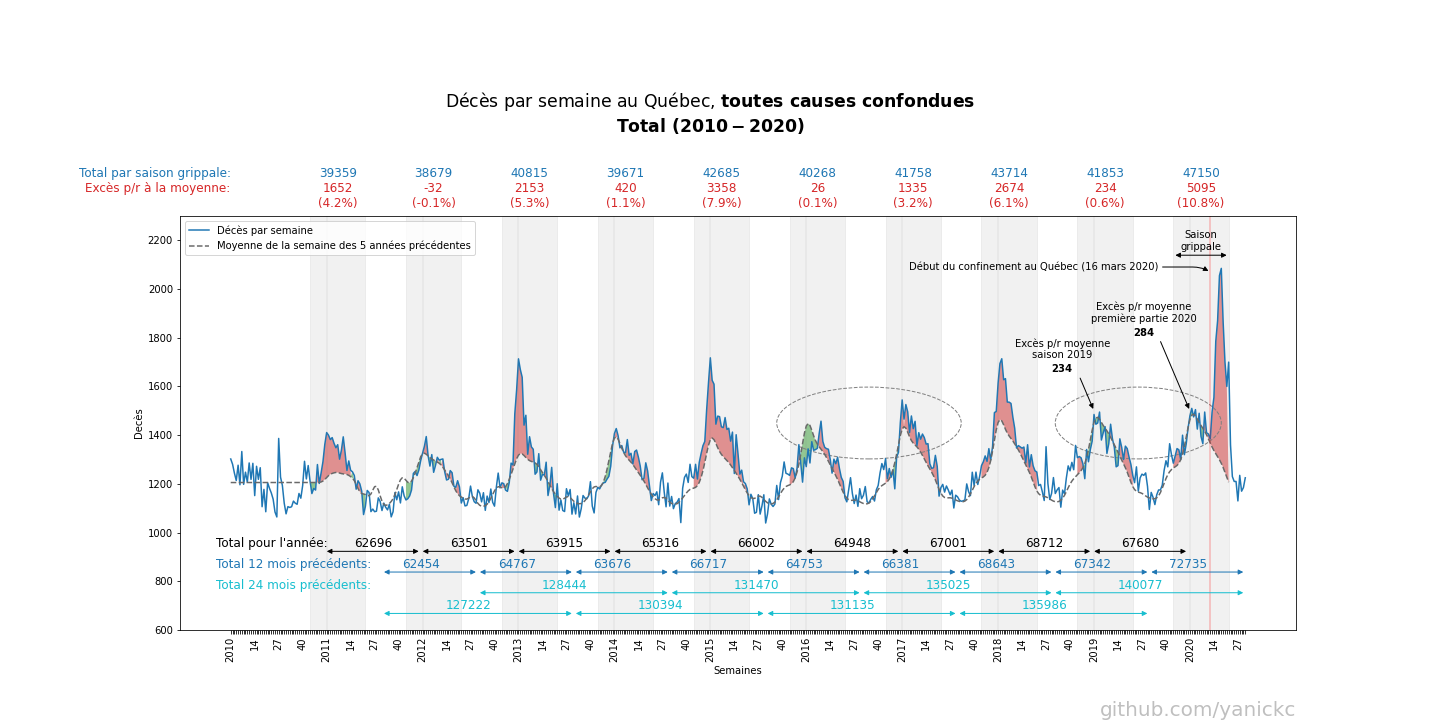 Décès par semaine au Québec, toutes causes confondues
Total (2010 – 2020)
Total par saison grippale: 39359 38679 40815 39671 42685 40268 41758 43714 41853 47150
Excès p/r à la moyenne: 1652 -32 2153 420 3358 26 1335 2674 234 5095
(4.2%) (-0.1%) (5.3%) (1.1%) (7.9%) (0.1%) (3.2%) (6.1%) (0.6%) (10.8%)
Décès par semaine
Moyenne de la semaine des 5 années précédentes
Saison
grippale
Début du confinement au Québec (16 mars 2020)
Excès p/r moyenne
première partie 2020
284
Excès p/r moyenne
saison 2019
234
2200
2000
1800
1600
1400
1200
1000
800
600
Decès
Total pour l'année: 62696 63501 63915 65316 66002 64948 67001 68712 67680
Total 12 mois précédents: 62454 64767 63676 66717 64753 66381 68643 67342 72735
Total 24 mois précédents: 128444 131470 135025 140077
127222 130394 131135 135986
2010 14 27 40 2011 14 27 40 2012 14 27 40 2013 14 27 40 2014 14 27 40 2015 14 27 40 2016 14 27 40 2017 14 27 40 2018 14 27 40 2019 14 27 40 2020 14 27
Semaines
github.com/yanickc